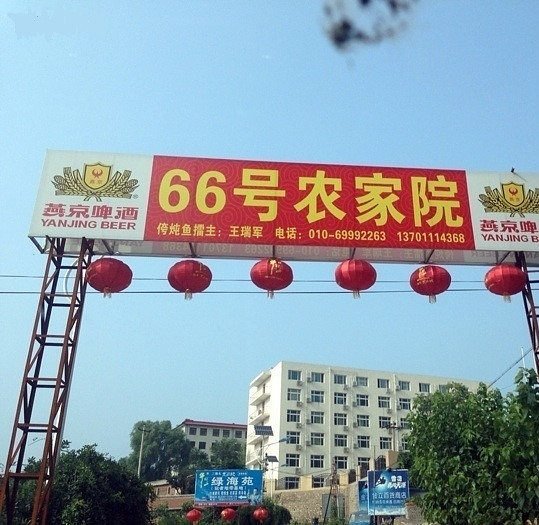 燕京啤酒
YANJING BEER
66号农家院
侉炖鱼擂主：王瑞军 电话：010-69992263 13701114368
燕京啤酒
YANJING BEER
绿海苑